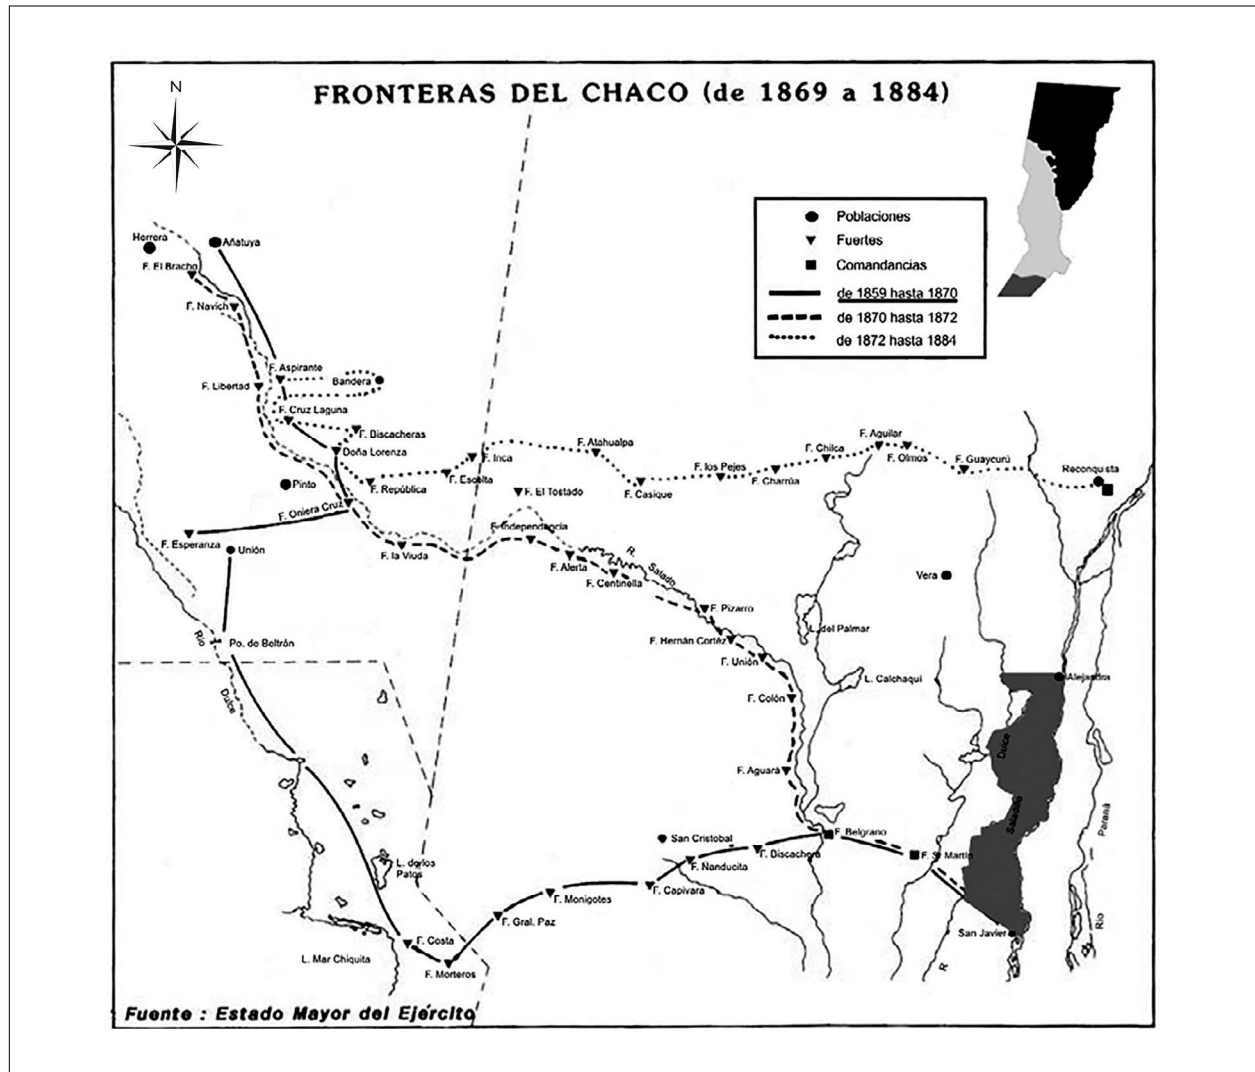 FRONTERAS DEL CHACO (de 1869 a 1884)
N
Poblaciones
Fuertes
Comandancias
de 1859 hasta 1870
de 1870 hasta 1872
de 1872 hasta 1884
Herrera
Añatuya
F. El Bracho
F. Navich
F. Aspirante
Bandera
F. Libertad
F. Cruz Laguna
F. Biscacheras
Doña Lorenza
F. Inca
F. Atahualpa
F. Aguilar
F. Chilca
F. Olmos
F. Guaycurú
Reconquista
F. los Pejes
F. Charrúa
F. Casique
F. Escolta
F. República
Pinto
F. El Tostado
F. Oniera Cruz
F. Independancia
F. Esperanza
Unión
F. la Viuda
F. Alerta
R. Salado
F. Centinella
Vera
F. Pizarro
L. del Palmar
F. Hernán Cortéz
Po. de Beltrán
Río Dulce
F. Unión
L. Calchaqui
Alejandra
F. Colón
Dulce
F. Aguará
Saladillo
Paraná
Río
San Cristobal
F. Belgrano
F. Biscachera
F. S. Martín
F. Nanducita
L. de los
Patos
F. Capivara
F. Monigotes
F. Gral. Paz
San Javier
F. Costa
L. Mar Chiquita
F. Morteros
R
Fuente : Estado Mayor del Ejército